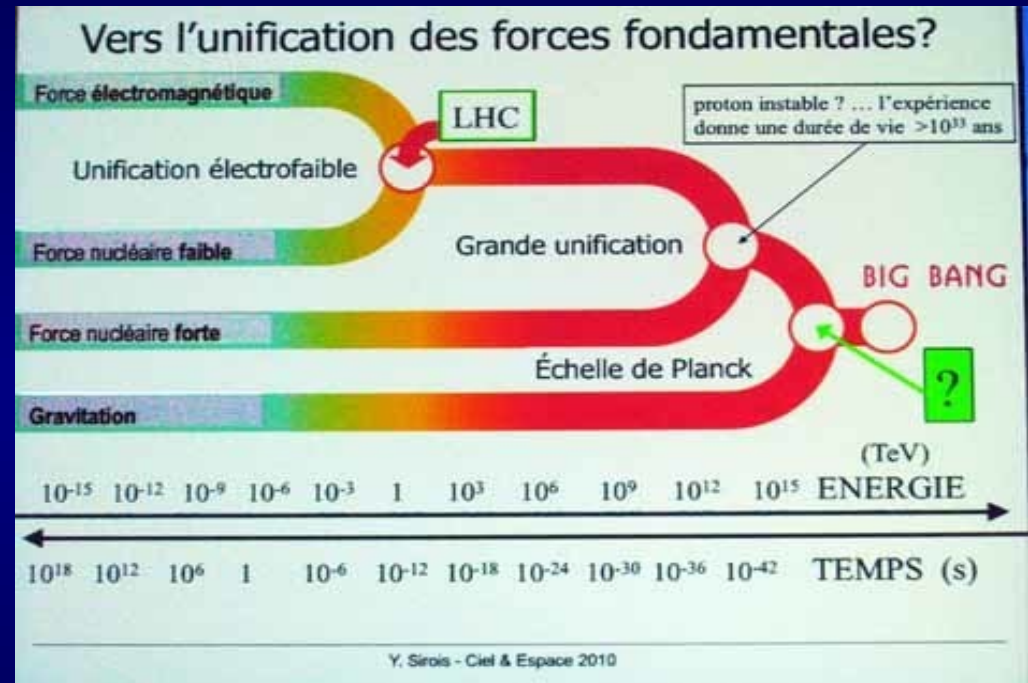 Vers l'unification des forces fondamentales?
Force électromagnétique
LHC
proton instable ? ... l'expérience
donne une durée de vie >10³³ ans
Unification électrofaible
Force nucléaire faible
Grande unification
BIG BANG
Force nucléaire forte
Échelle de Planck
?
Gravitation
(TeV)
10⁻¹⁵ 10⁻¹² 10⁻⁹ 10⁻⁶ 10⁻³ 1 10³ 10⁶ 10⁹ 10¹² 10¹⁵ ENERGIE
10¹⁸ 10¹² 10⁶ 1 10⁻⁶ 10⁻¹² 10⁻¹⁸ 10⁻²⁴ 10⁻³⁰ 10⁻³⁶ 10⁻⁴² TEMPS (s)
Y. Sirois - Ciel & Espace 2010